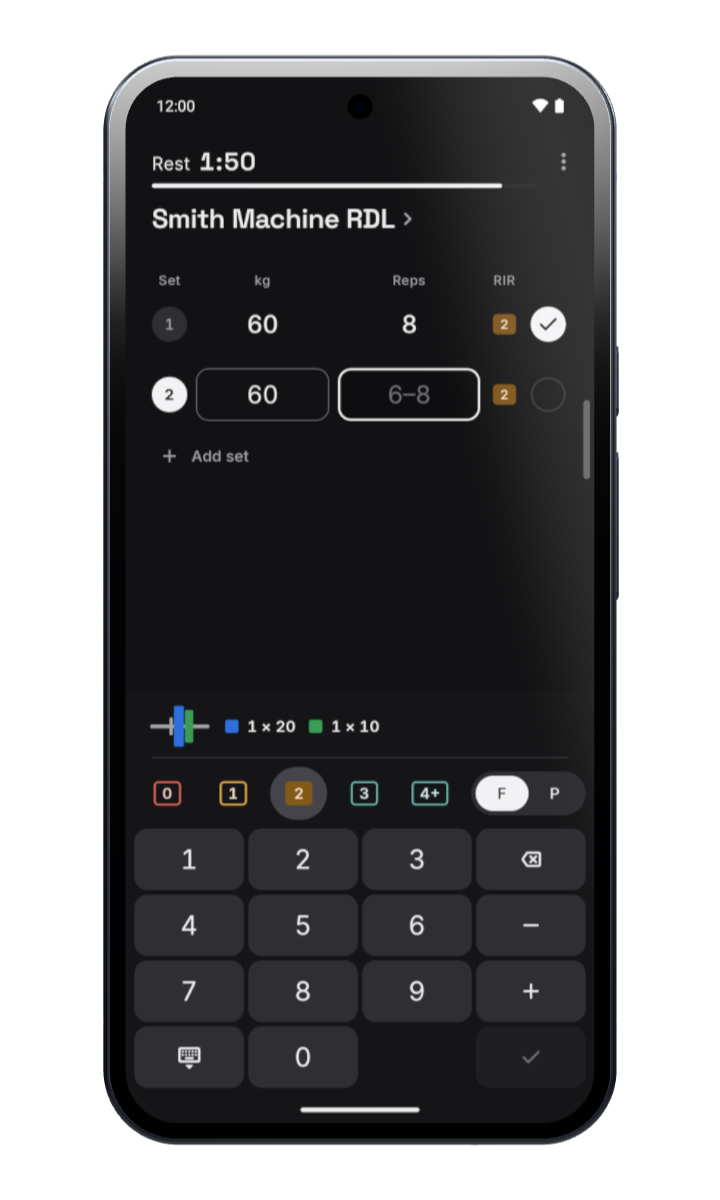 12:00
Rest 1:50
Smith Machine RDL >
Set kg Reps RIR
1 60 8 2
2 60 6–8 2
+ Add set
1 × 20 1 × 10
0 1 2 3 4+ F P
1 2 3
4 5 6 −
7 8 9 +
0